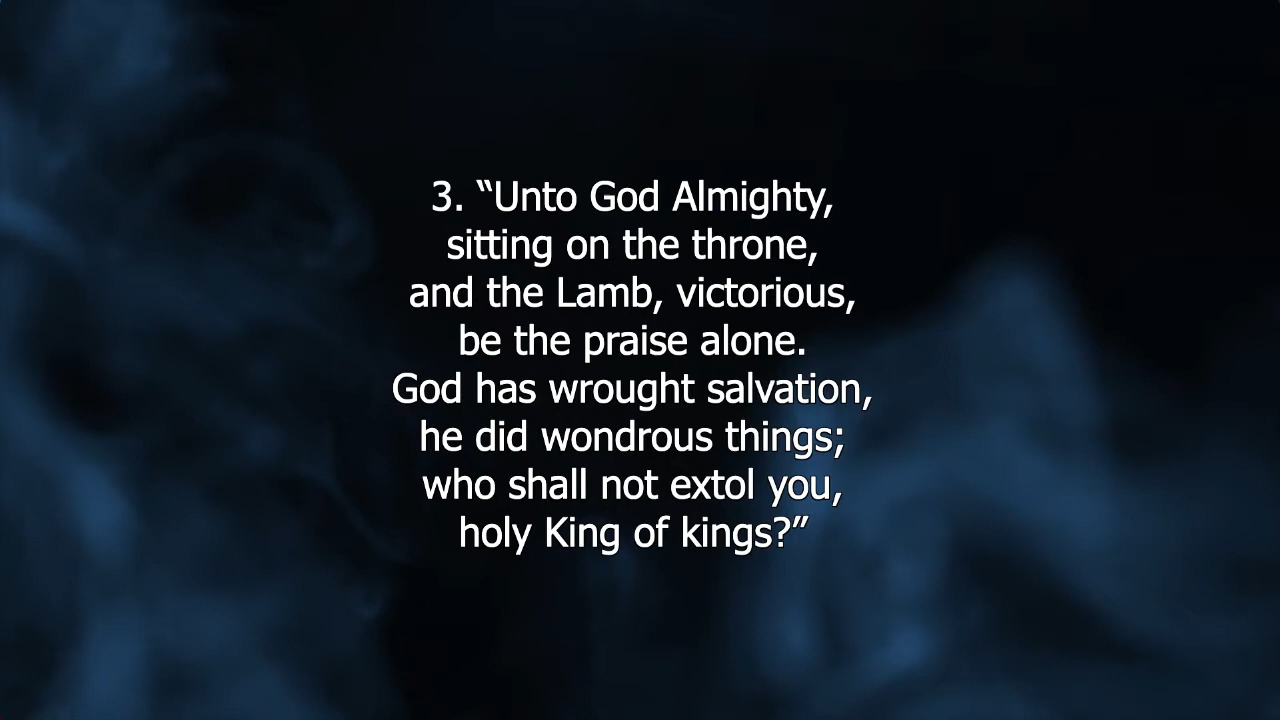 3. “Unto God Almighty,
sitting on the throne,
and the Lamb, victorious,
be the praise alone.
God has wrought salvation,
he did wondrous things;
who shall not extol you,
holy King of kings?”